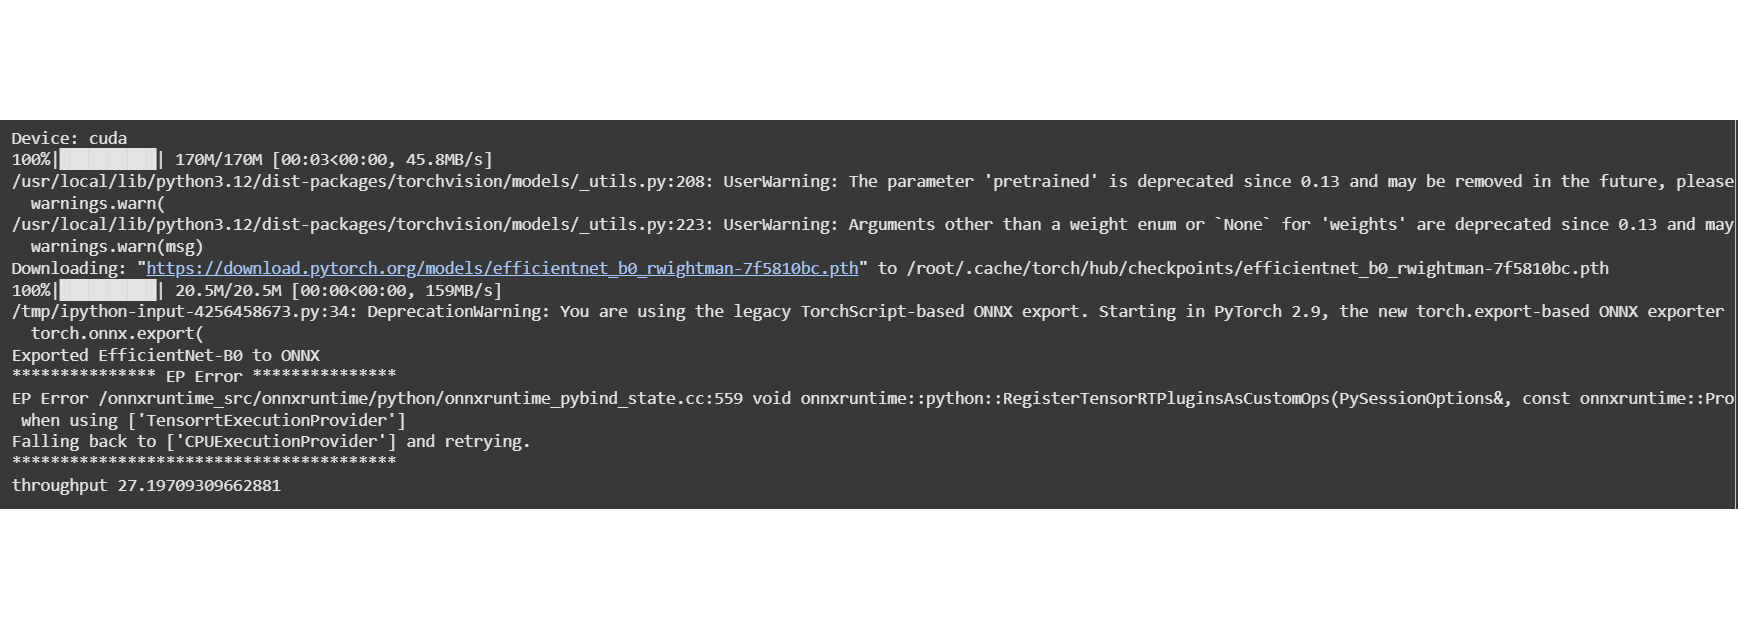 Device: cuda
100%|██████████| 170M/170M [00:03<00:00, 45.8MB/s]
/usr/local/lib/python3.12/dist-packages/torchvision/models/_utils.py:208: UserWarning: The parameter 'pretrained' is deprecated since 0.13 and may be removed in the future, please
  warnings.warn(
/usr/local/lib/python3.12/dist-packages/torchvision/models/_utils.py:223: UserWarning: Arguments other than a weight enum or `None` for 'weights' are deprecated since 0.13 and may
  warnings.warn(msg)
Downloading: "https://download.pytorch.org/models/efficientnet_b0_rwightman-7f5810bc.pth" to /root/.cache/torch/hub/checkpoints/efficientnet_b0_rwightman-7f5810bc.pth
100%|██████████| 20.5M/20.5M [00:00<00:00, 159MB/s]
/tmp/ipython-input-4256458673.py:34: DeprecationWarning: You are using the legacy TorchScript-based ONNX export. Starting in PyTorch 2.9, the new torch.export-based ONNX exporter
  torch.onnx.export(
Exported EfficientNet-B0 to ONNX
*************** EP Error ***************
EP Error /onnxruntime_src/onnxruntime/python/onnxruntime_pybind_state.cc:559 void onnxruntime::python::RegisterTensorRTPluginsAsCustomOps(PySessionOptions&, const onnxruntime::Pro
 when using ['TensorrtExecutionProvider']
Falling back to ['CPUExecutionProvider'] and retrying.
****************************************
throughput 27.19709309662881